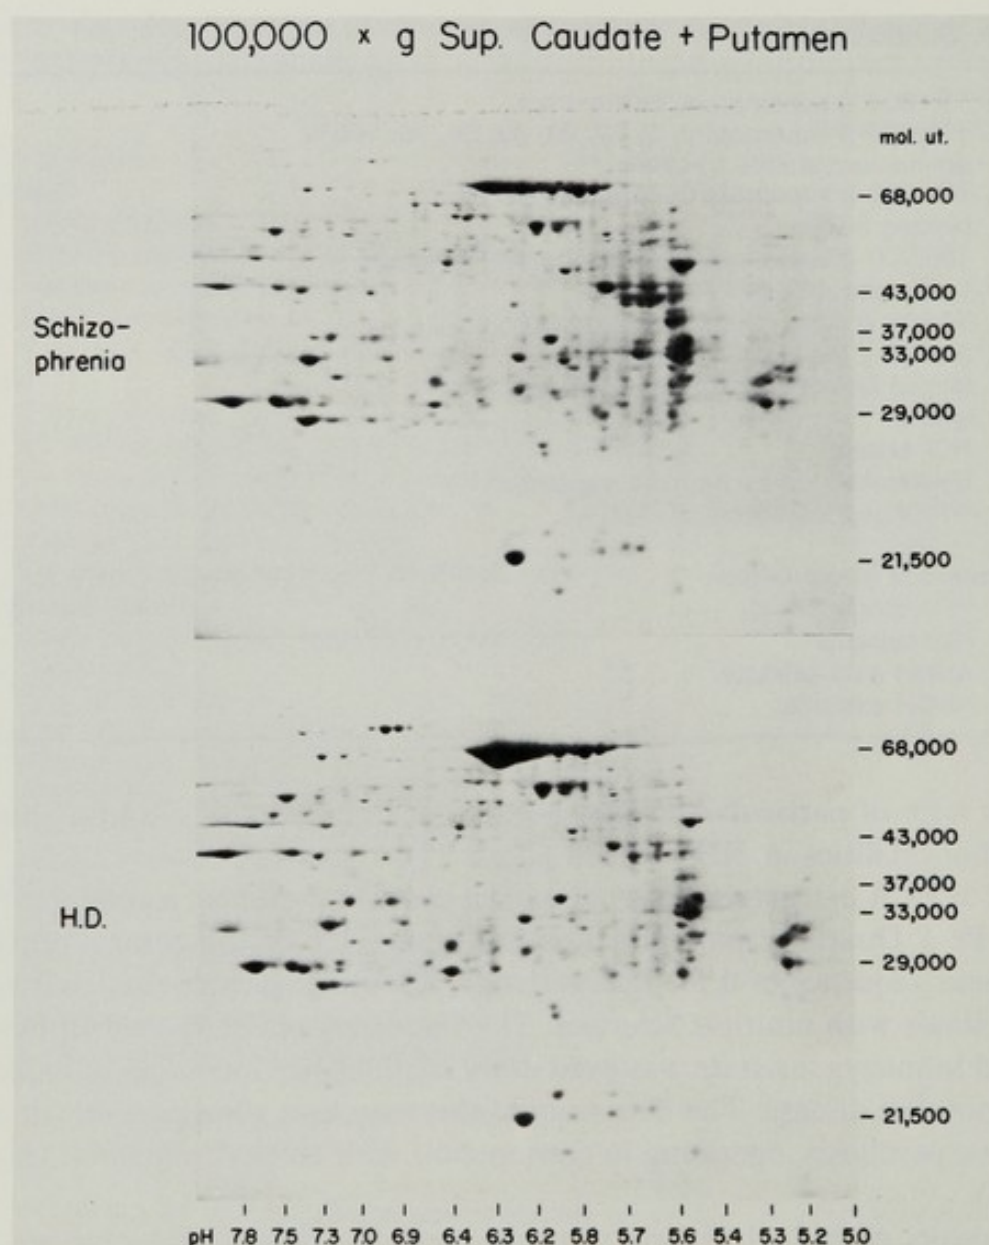 100,000 x g Sup. Caudate + Putamen
mol. ut.
- 68,000
- 43,000
Schizo-
phrenia
- 37,000
- 33,000
- 29,000
- 21,500
- 68,000
- 43,000
- 37,000
H.D.
- 33,000
- 29,000
- 21,500
pH 7.8 7.5 7.3 7.0 6.9 6.4 6.3 6.2 5.8 5.7 5.6 5.4 5.3 5.2 5.0